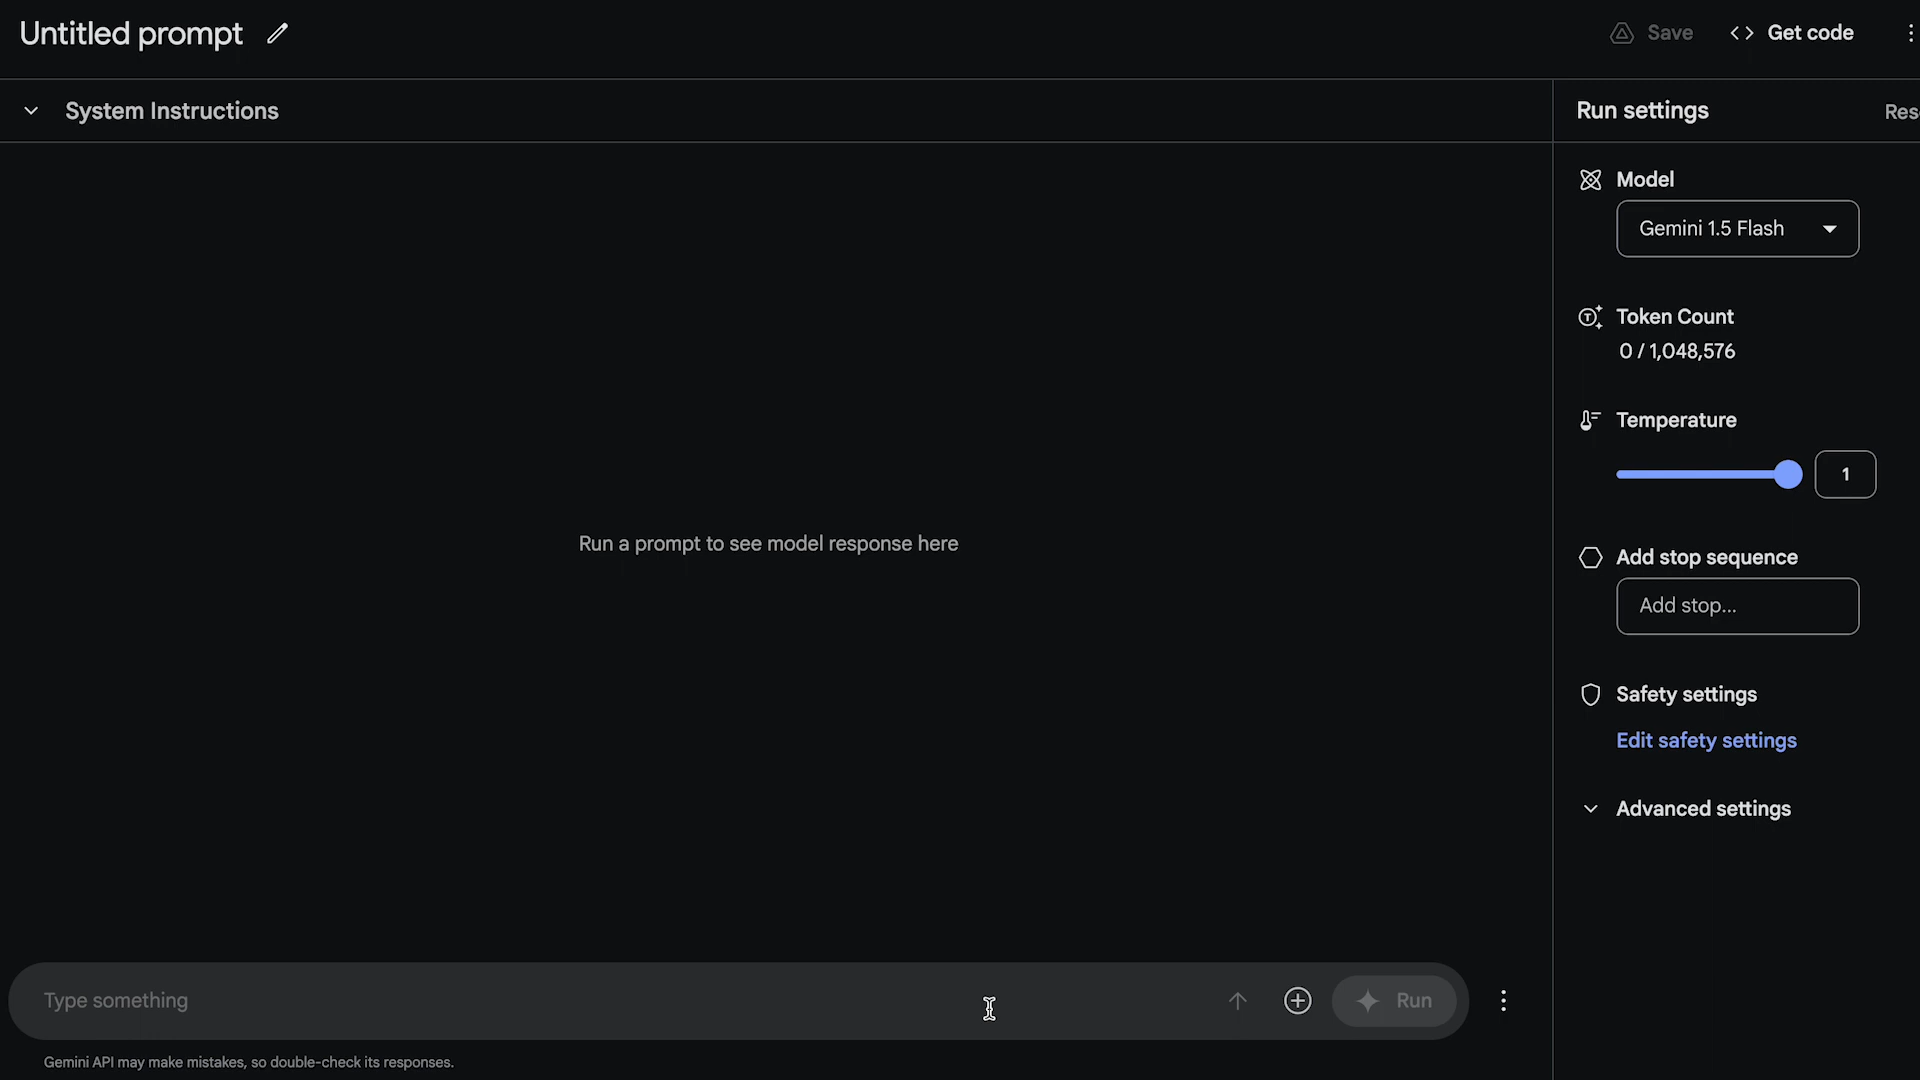 Untitled prompt
Save
Get code
System Instructions
Run settings
Res
Model
Gemini 1.5 Flash
Token Count
0 / 1,048,576
Temperature
1
Run a prompt to see model response here
Add stop sequence
Add stop...
Safety settings
Edit safety settings
Advanced settings
Type something
Run
Gemini API may make mistakes, so double-check its responses.